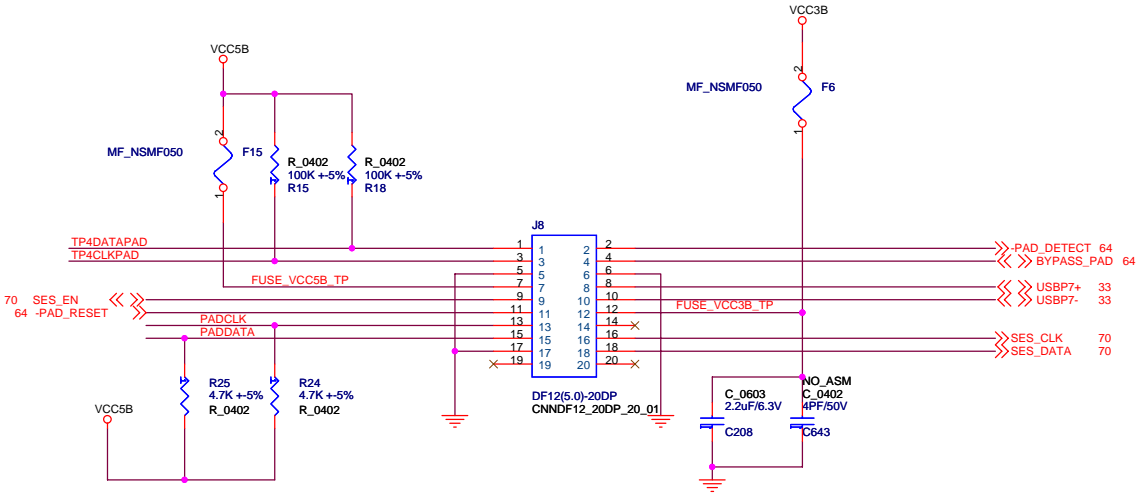 VCC3B
VCC5B
2
MF_NSMF050
F6
1
2
MF_NSMF050
F15
1
R_0402
100K +-5%
R15
R_0402
100K +-5%
R18
J8
TP4DATAPAD
1
1
2
2
-PAD_DETECT 64
TP4CLKPAD
3
3
4
4
BYPASS_PAD 64
5
5
6
6
FUSE_VCC5B_TP
7
7
8
8
USBP7+ 33
70 SES_EN
9
9
10
10
USBP7- 33
64 -PAD_RESET
11
11
12
12
FUSE_VCC3B_TP
PADCLK
13
13
14
14
PADDATA
15
15
16
16
SES_CLK 70
17
17
18
18
SES_DATA 70
19
19
20
20
R25
4.7K +-5%
R_0402
R24
4.7K +-5%
R_0402
DF12(5.0)-20DP
CNNDF12_20DP_20_01
VCC5B
C_0603
2.2uF/6.3V
C208
NO_ASM
C_0402
4PF/50V
C643